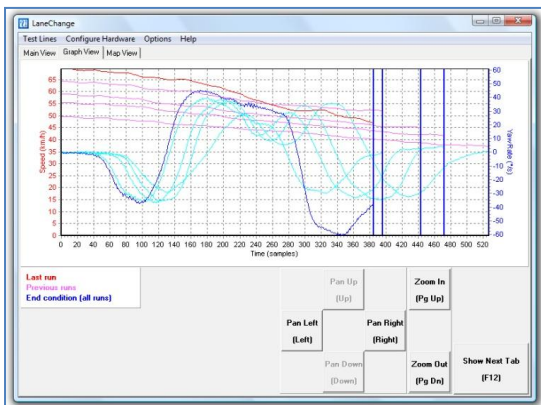 LaneChange
Test Lines Configure Hardware Options Help
Main View Graph View Map View
65
60
55
50
45
40
35
30
25
20
15
10
5
0
Speed (km/h)
60
50
40
30
20
10
0
-10
-20
-30
-40
-50
-60
Yaw Rate (°/s)
0 20 40 60 80 100 120 140 160 180 200 220 240 260 280 300 320 340 360 380 400 420 440 460 480 500 520
Time (samples)
Last run
Previous runs
End condition (all runs)
Pan Up
(Up)
Zoom In
(Pg Up)
Pan Left
(Left)
Pan Right
(Right)
Pan Down
(Down)
Zoom Out
(Pg Dn)
Show Next Tab
(F12)